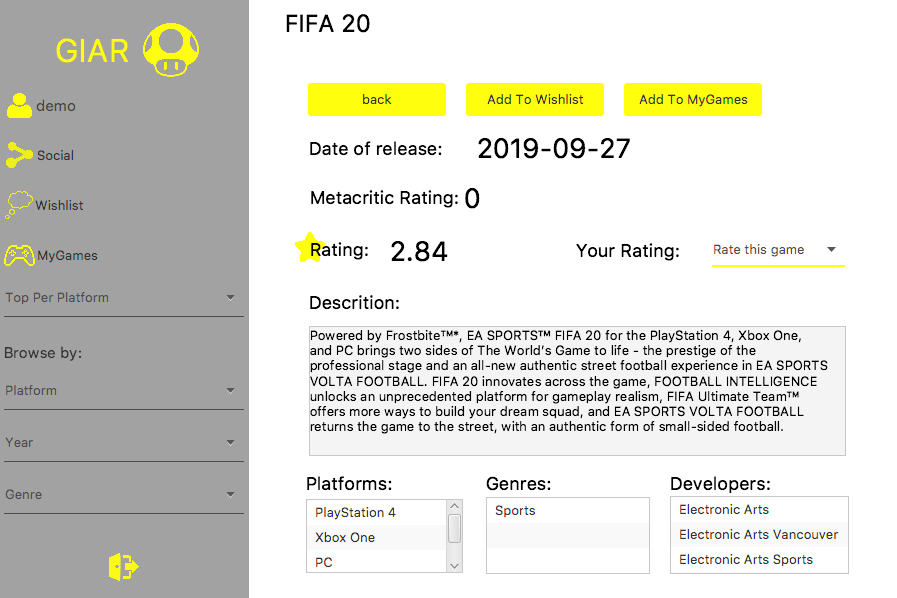 GIAR
demo
Social
Wishlist
MyGames
Top Per Platform
Browse by:
Platform
Year
Genre
FIFA 20
back
Add To Wishlist
Add To MyGames
Date of release: 2019-09-27
Metacritic Rating: 0
Rating: 2.84
Your Rating: Rate this game
Descrition:
Powered by Frostbite™*, EA SPORTS™ FIFA 20 for the PlayStation 4, Xbox One,
and PC brings two sides of The World's Game to life - the prestige of the
professional stage and an all-new authentic street football experience in EA SPORTS
VOLTA FOOTBALL. FIFA 20 innovates across the game, FOOTBALL INTELLIGENCE
unlocks an unprecedented platform for gameplay realism, FIFA Ultimate Team™
offers more ways to build your dream squad, and EA SPORTS VOLTA FOOTBALL
returns the game to the street, with an authentic form of small-sided football.
Platforms:
PlayStation 4
Xbox One
PC
Genres:
Sports
Developers:
Electronic Arts
Electronic Arts Vancouver
Electronic Arts Sports